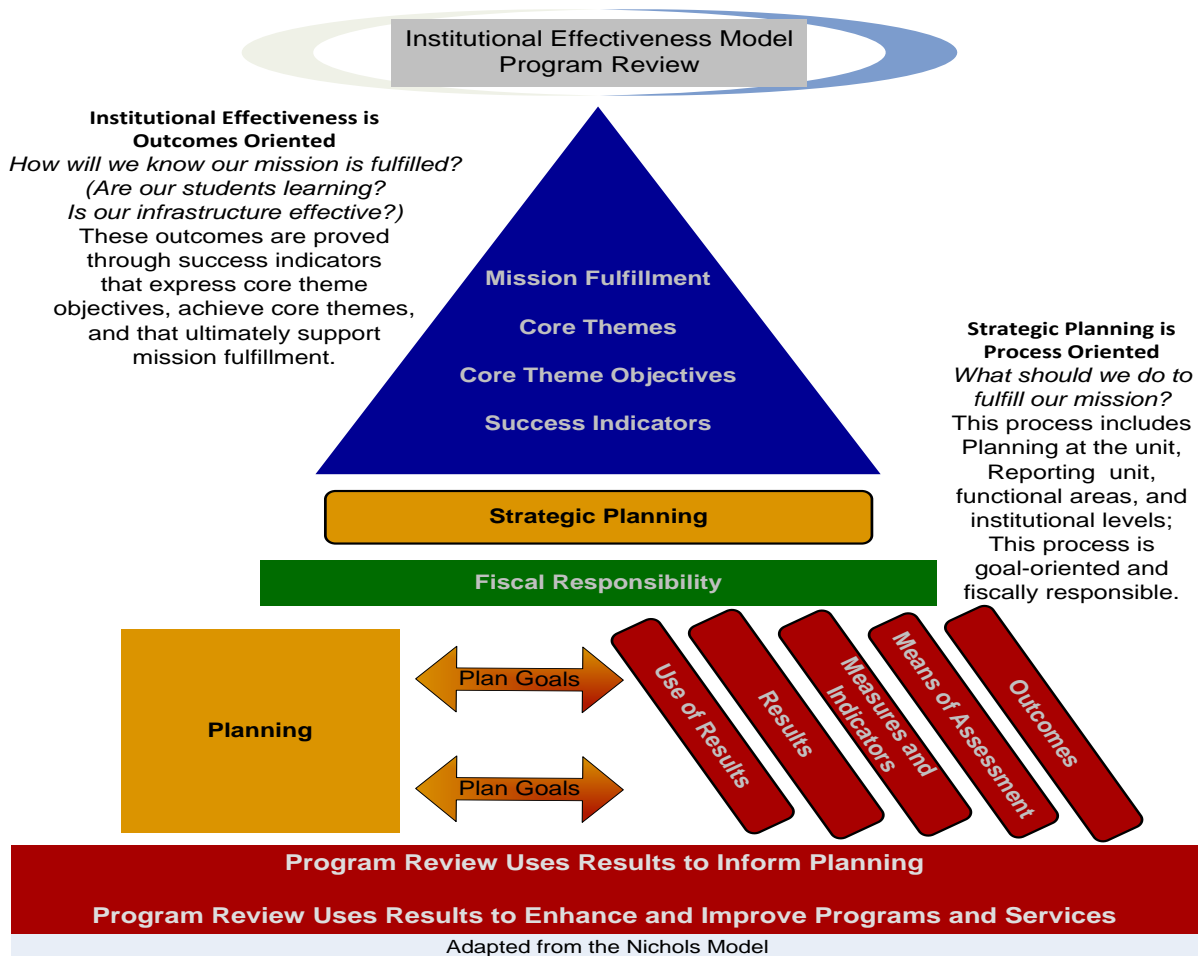 Institutional Effectiveness Model
Program Review
Institutional Effectiveness is
Outcomes Oriented
How will we know our mission is fulfilled?
(Are our students learning?
Is our infrastructure effective?)
These outcomes are proved
through success indicators
that express core theme
objectives, achieve core themes,
and that ultimately support
mission fulfillment.
Mission Fulfillment
Core Themes
Core Theme Objectives
Success Indicators
Strategic Planning is
Process Oriented
What should we do to
fulfill our mission?
This process includes
Planning at the unit,
Reporting unit,
functional areas, and
institutional levels;
This process is
goal-oriented and
fiscally responsible.
Strategic Planning
Fiscal Responsibility
Planning
Plan Goals
Plan Goals
Use of Results
Results
Measures and
Indicators
Means of Assessment
Outcomes
Program Review Uses Results to Inform Planning
Program Review Uses Results to Enhance and Improve Programs and Services
Adapted from the Nichols Model